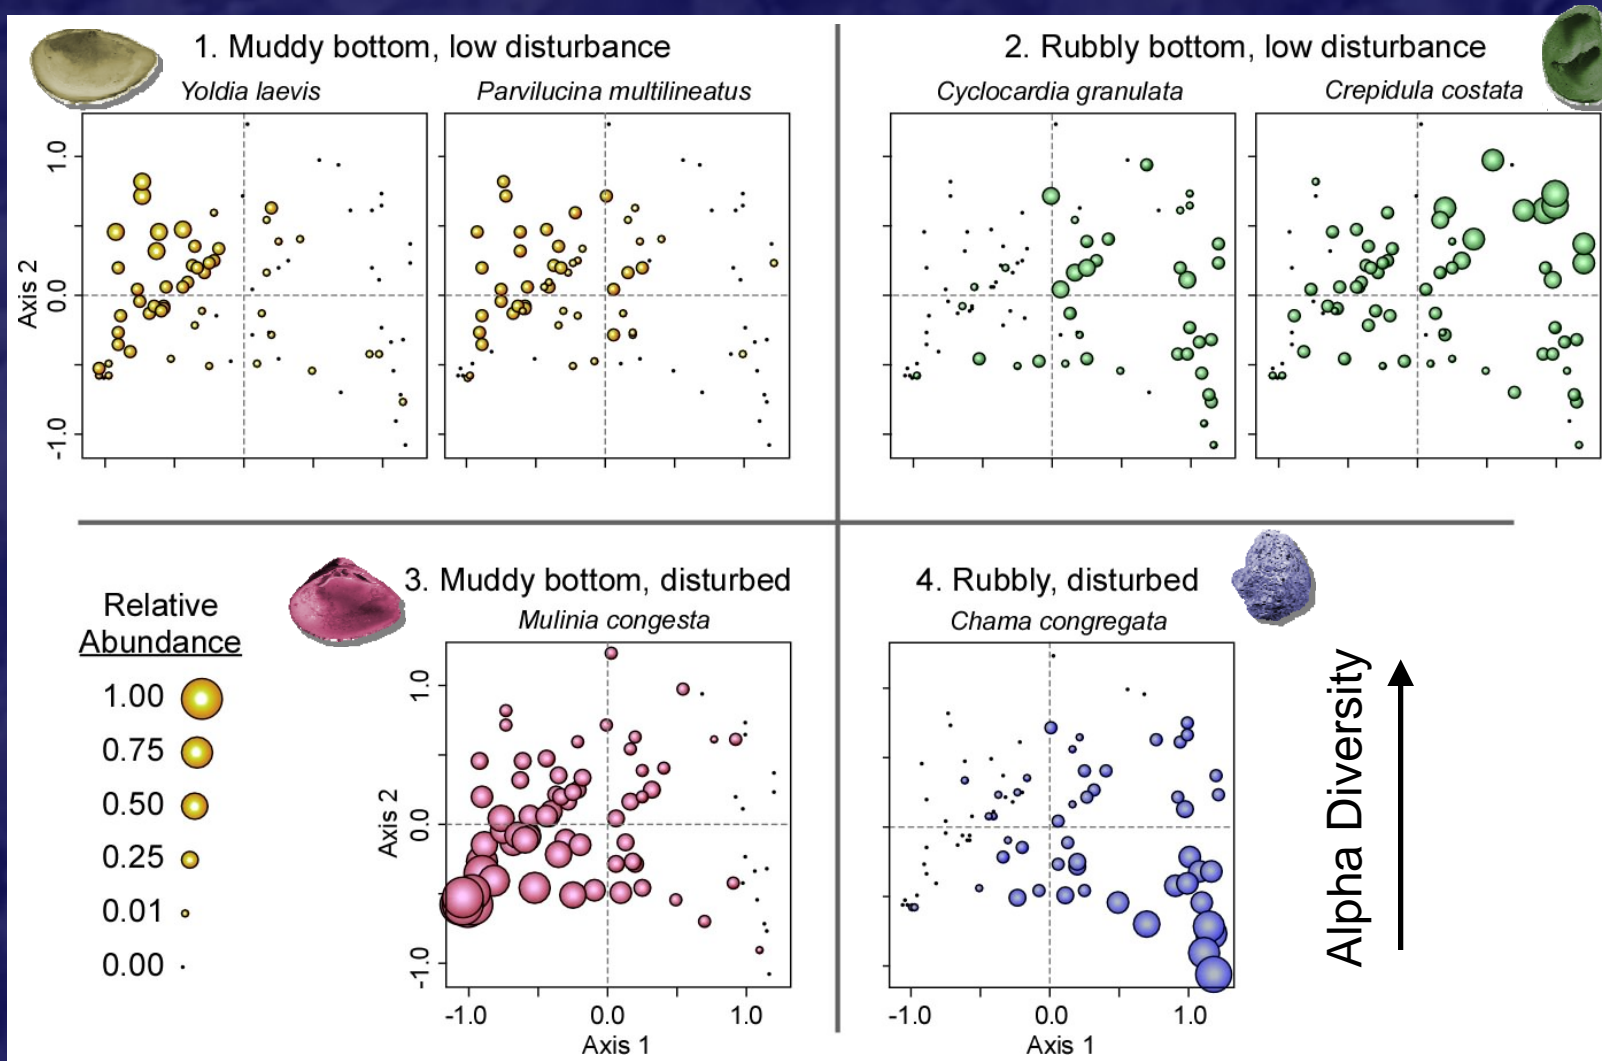 1. Muddy bottom, low disturbance
Yoldia laevis
Parvilucina multilineatus
1.0
0.0
-1.0
Axis 2
2. Rubbly bottom, low disturbance
Cyclocardia granulata
Crepidula costata
Relative
Abundance
1.00
0.75
0.50
0.25
0.01
0.00
3. Muddy bottom, disturbed
Mulinia congesta
1.0
0.0
-1.0
Axis 2
-1.0
0.0
1.0
Axis 1
4. Rubbly, disturbed
Chama congregata
-1.0
0.0
1.0
Axis 1
Alpha Diversity